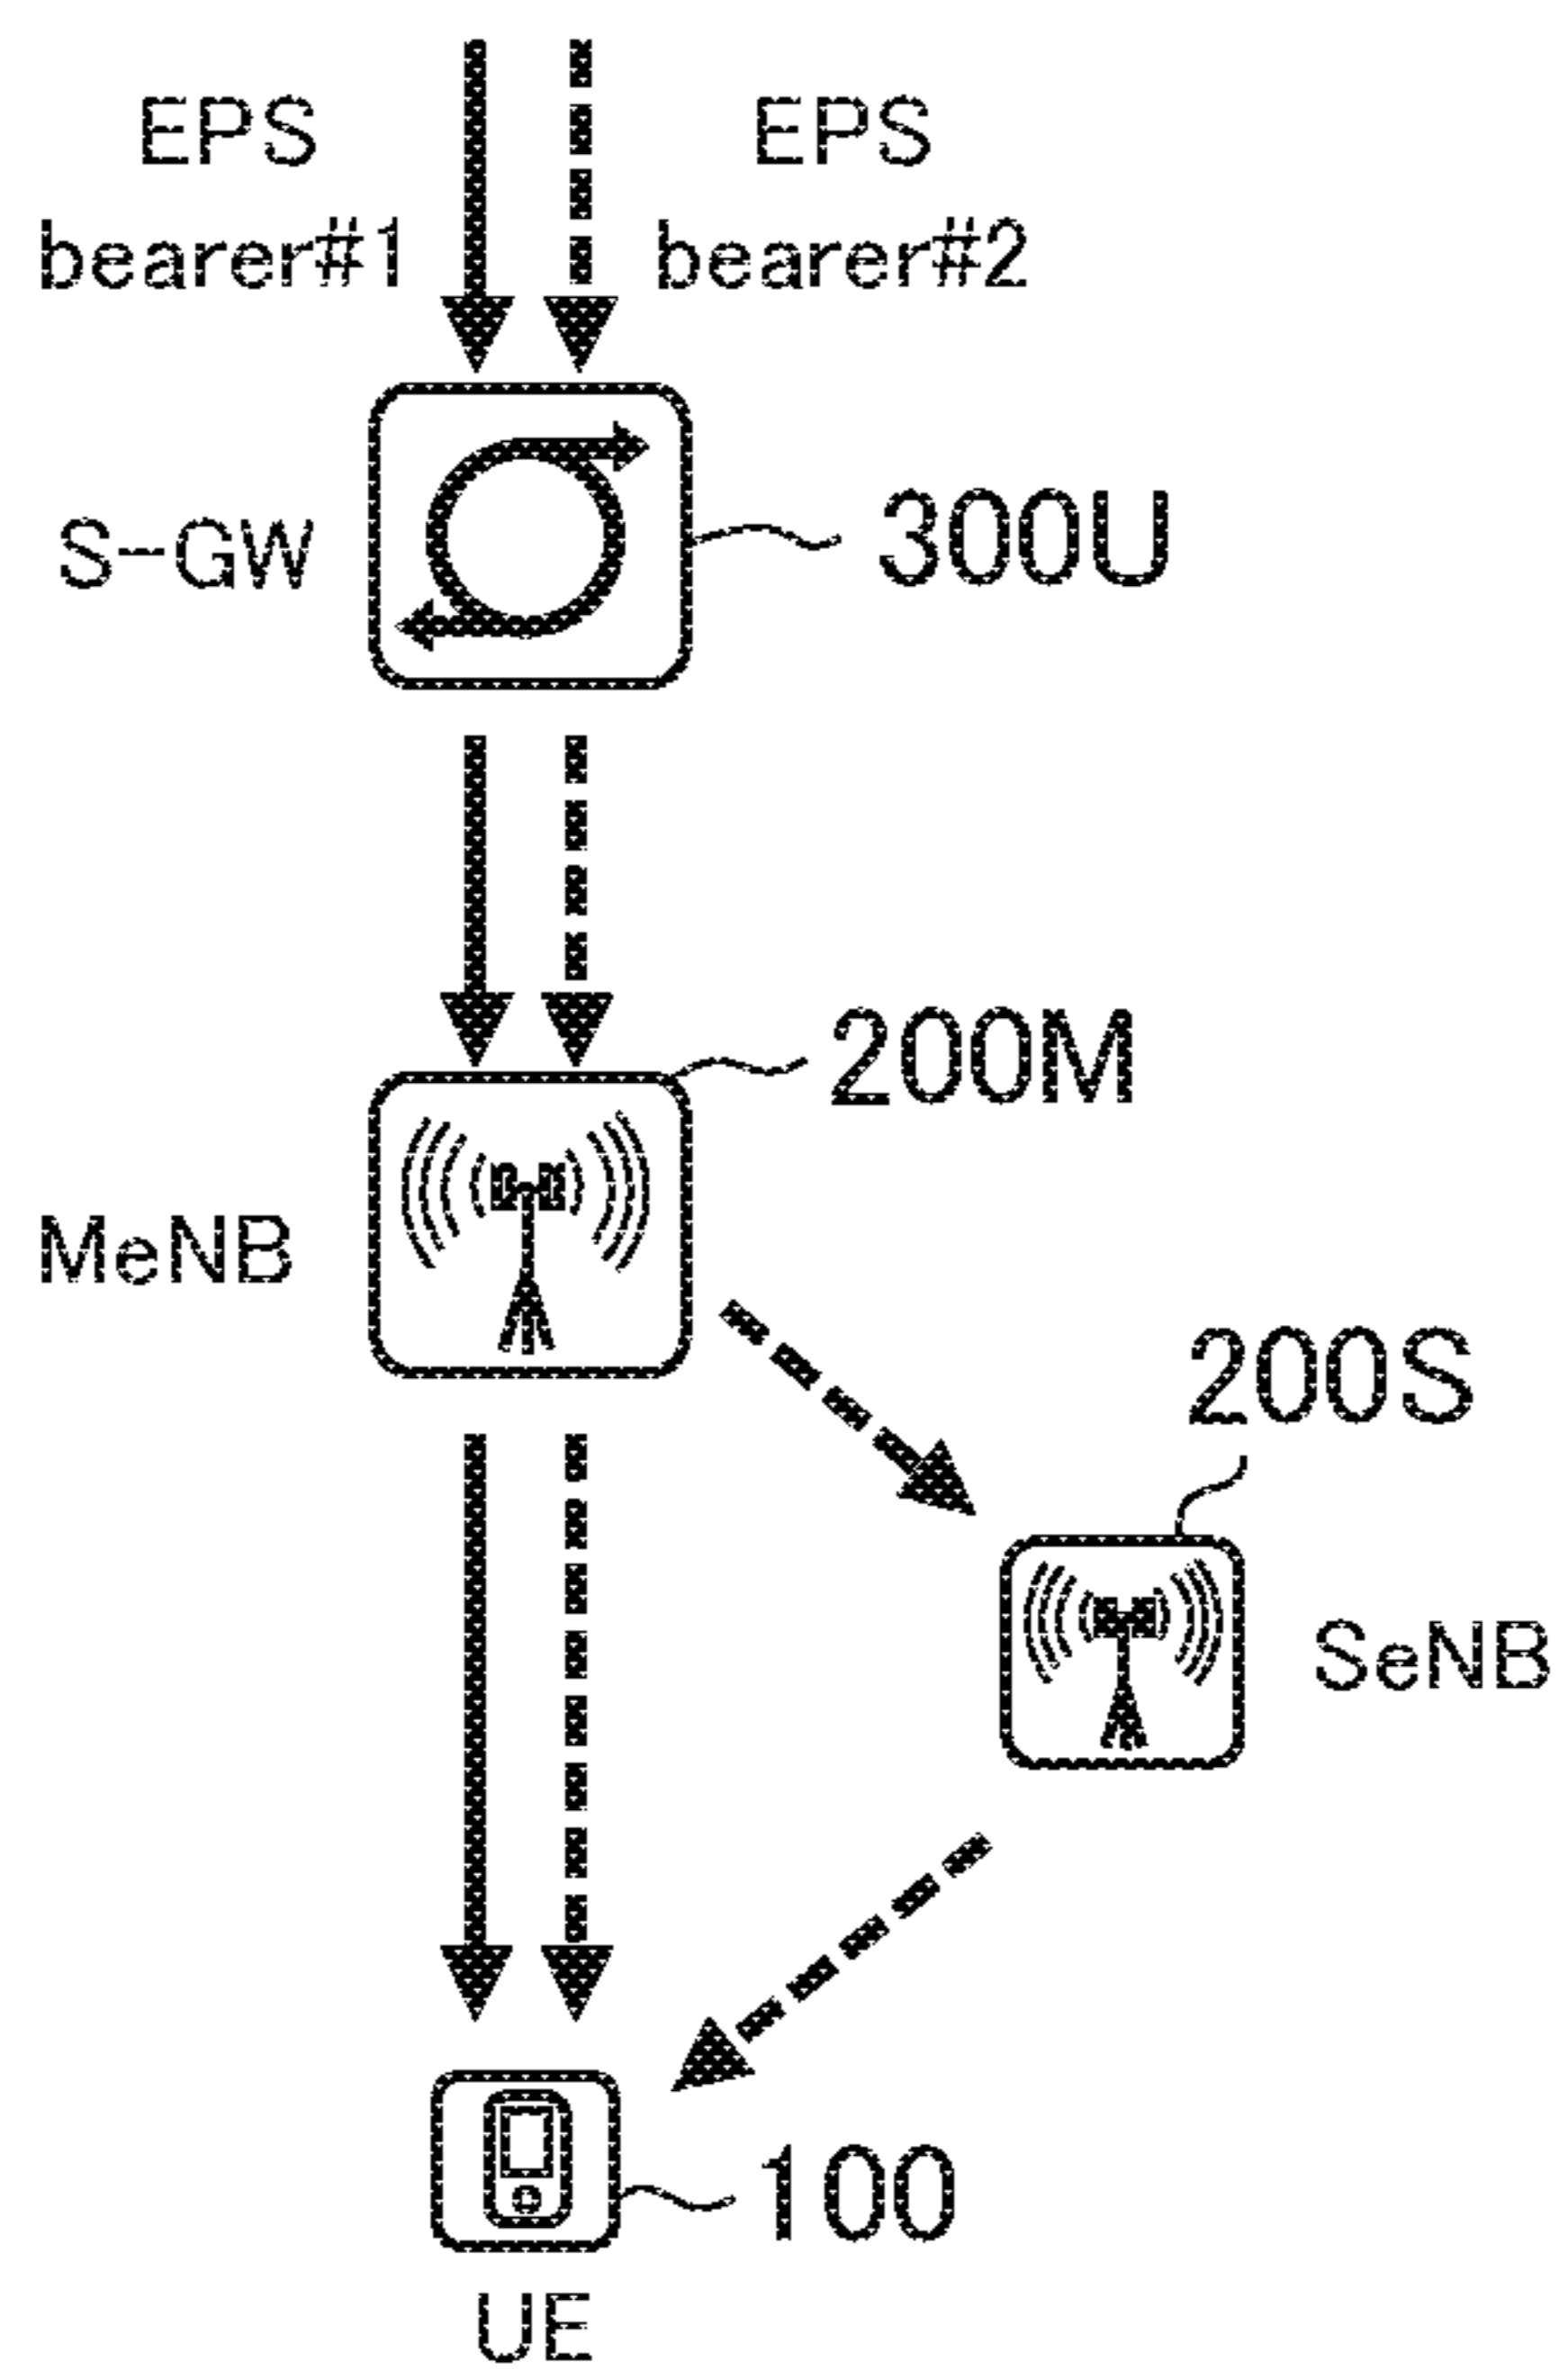 EPS
bearer#1
EPS
bearer#2
S-GW
300U
200M
MeNB
200S
SeNB
100
UE